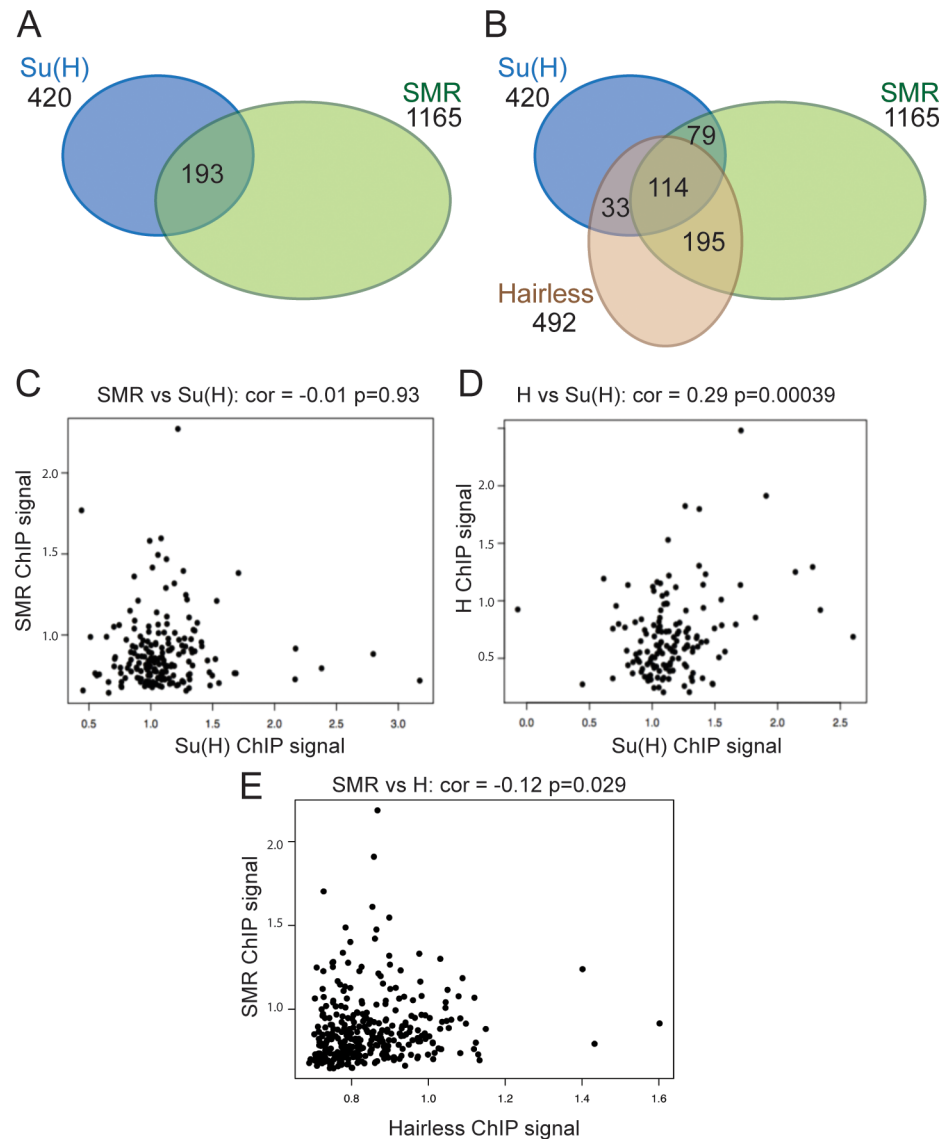 A
Su(H)
420
SMR
1165
193
B
Su(H)
420
SMR
1165
79
114
33
195
Hairless
492
C
SMR vs Su(H): cor = -0.01 p=0.93
SMR ChIP signal
2.0
1.5
1.0
0.5
1.0
1.5
2.0
2.5
3.0
Su(H) ChIP signal
D
H vs Su(H): cor = 0.29 p=0.00039
H ChIP signal
2.0
1.5
1.0
0.5
0.0
0.5
1.0
1.5
2.0
2.5
Su(H) ChIP signal
E
SMR vs H: cor = -0.12 p=0.029
SMR ChIP signal
2.0
1.5
1.0
0.8
1.0
1.2
1.4
1.6
Hairless ChIP signal